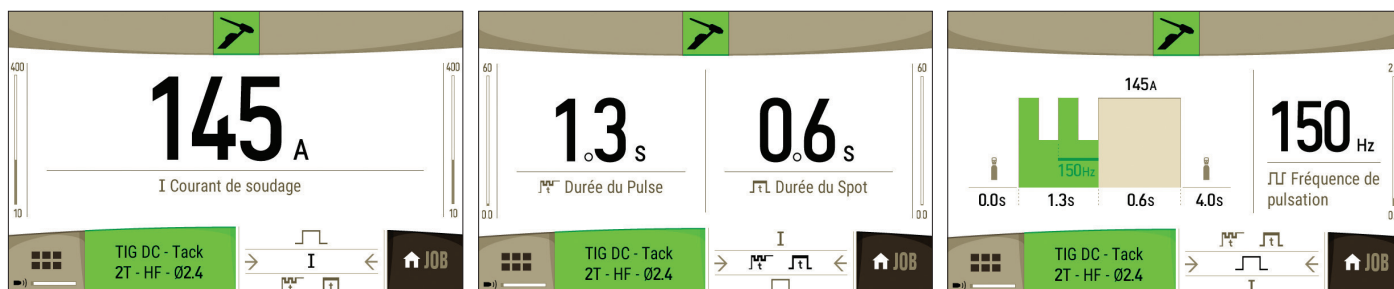 400
400
145 A
I Courant de soudage
10
10
TIG DC - Tack
2T - HF - Ø2.4
I
t
t
JOB
60
60
1.3 s
0.6 s
t Durée du Pulse
t Durée du Spot
0.0
0.0
TIG DC - Tack
2T - HF - Ø2.4
I
t
t
JOB
145A
150Hz
0.0s
1.3s
0.6s
4.0s
150 Hz
Fréquence de
pulsation
TIG DC - Tack
2T - HF - Ø2.4
t
t
I
JOB